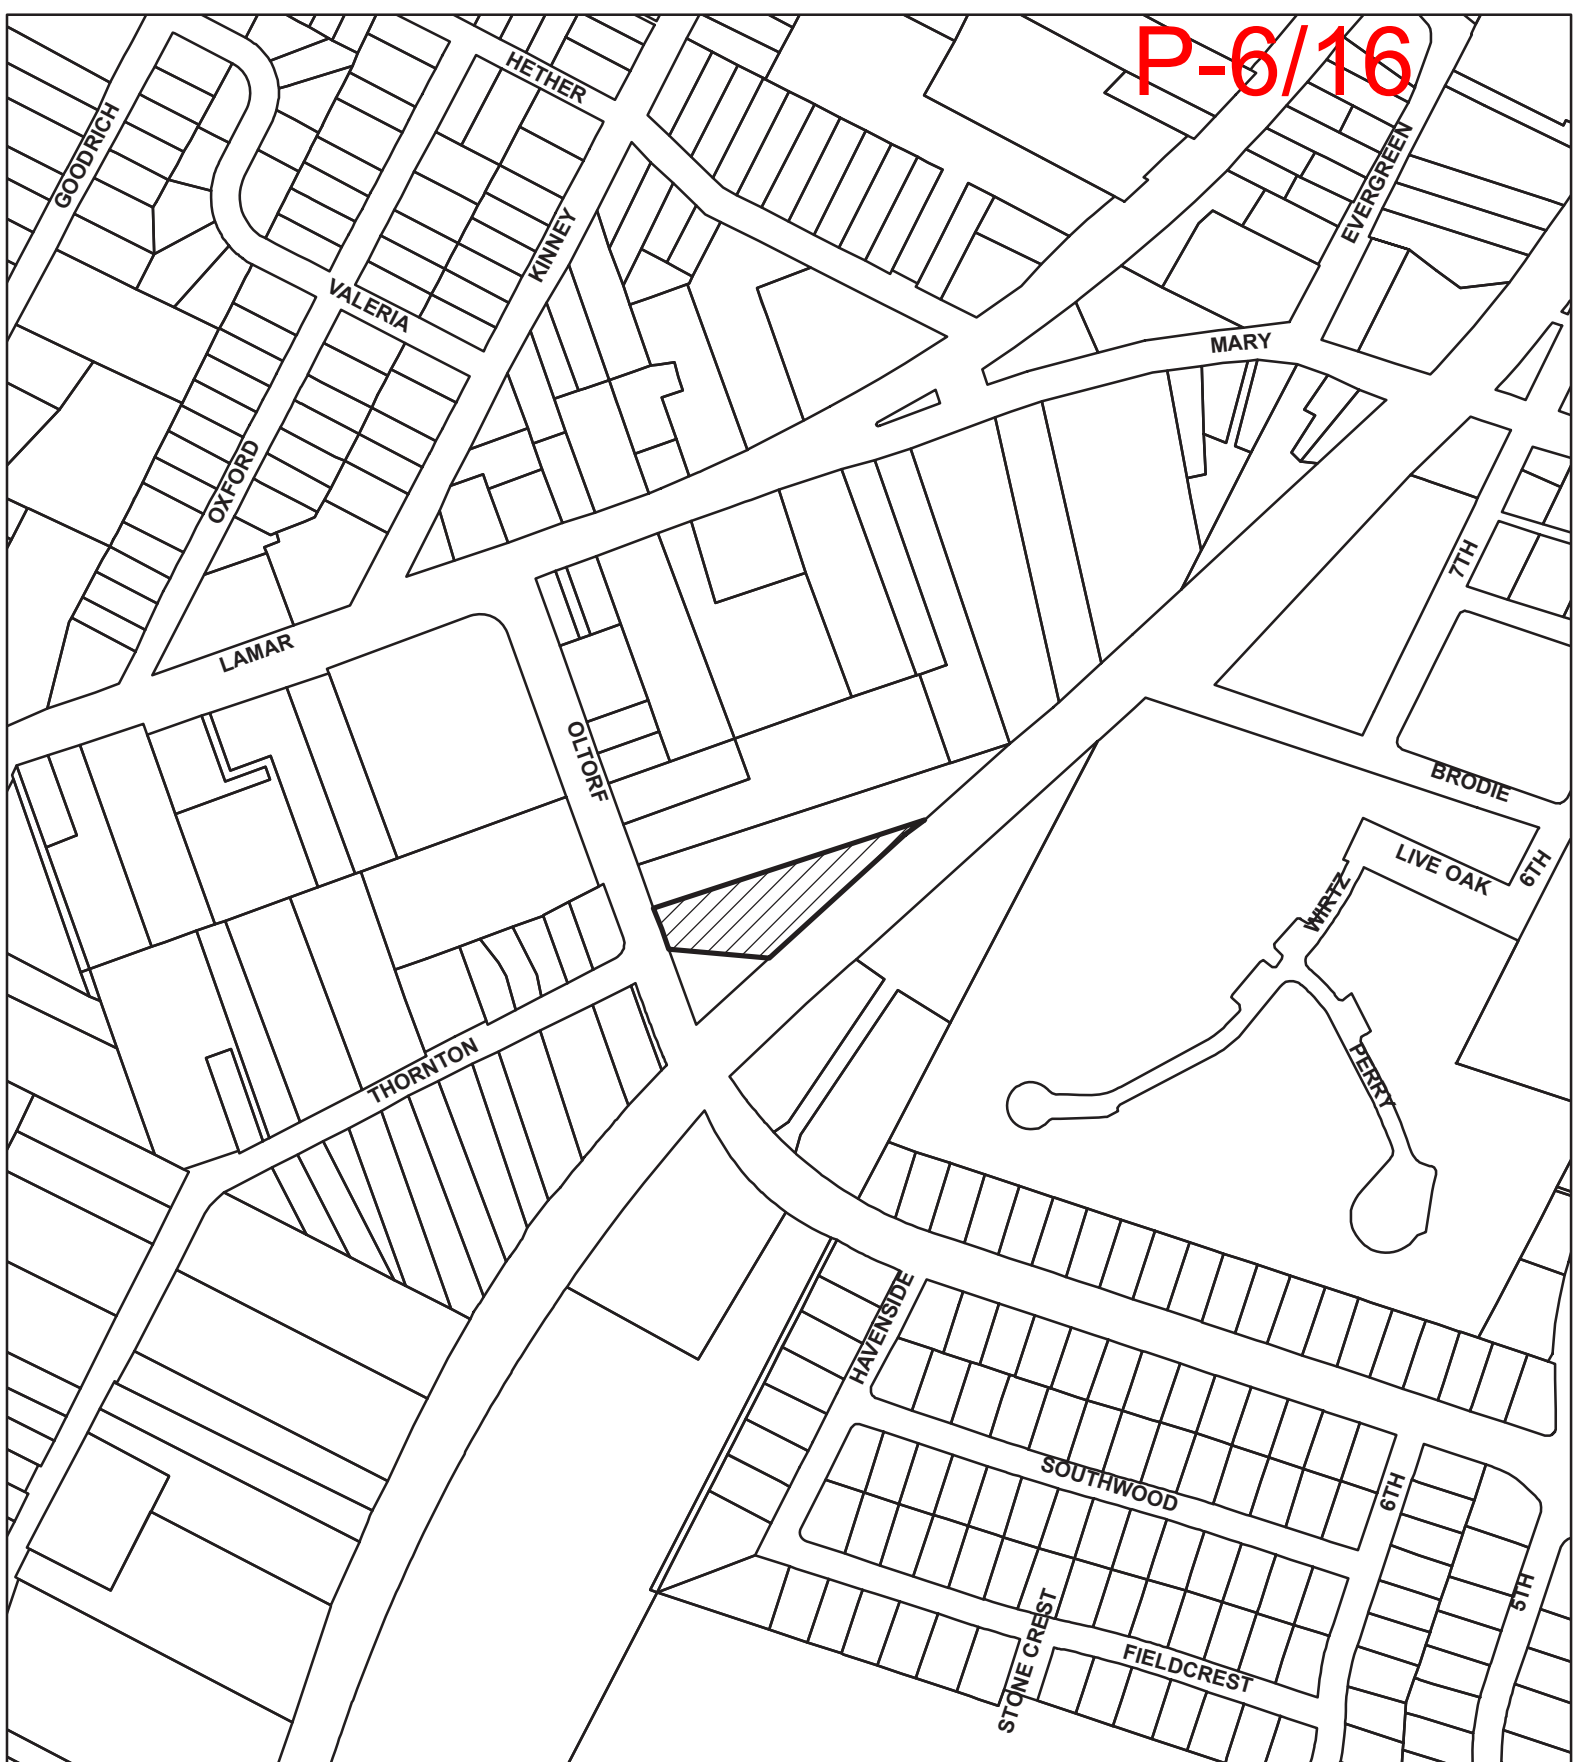 P-6/16
HETHER
GOODRICH
EVERGREEN
KINNEY
VALERIA
MARY
OXFORD
7TH
LAMAR
OLTORF
BRODIE
LIVE OAK
6TH
WIRTZ
THORNTON
PERRY
HAVENSIDE
SOUTHWOOD
6TH
5TH
STONE CREST
FIELDCREST